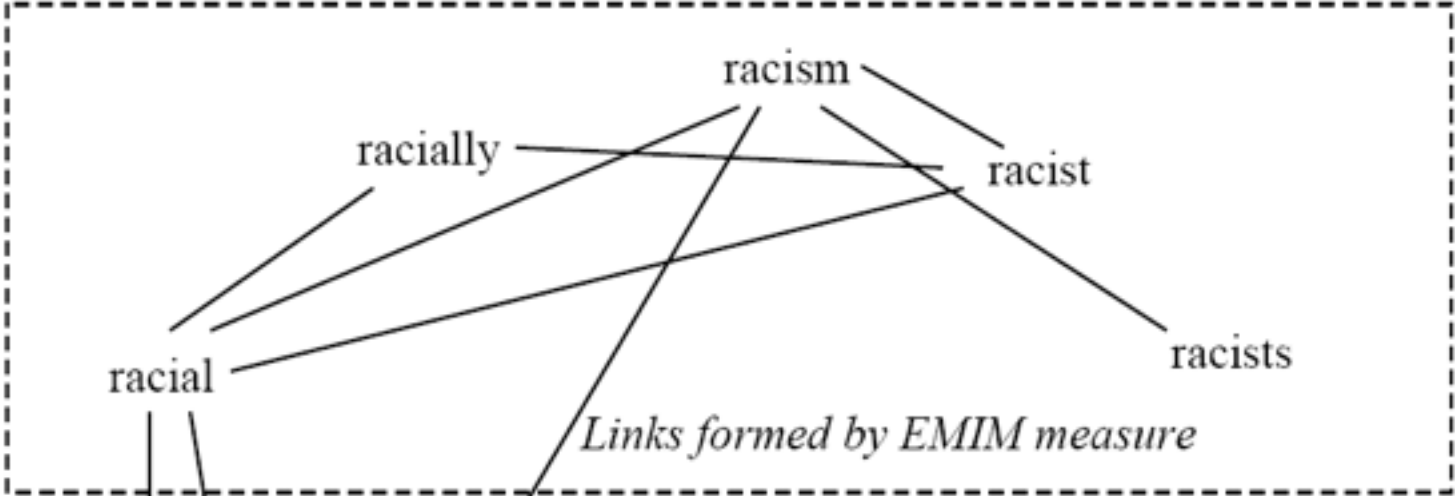 racism
racially
racist
racists
racial
Links formed by EMIM measure